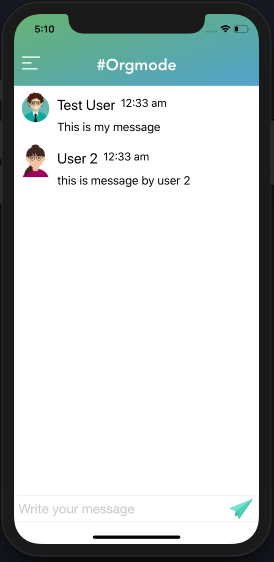 5:10
#Orgmode
Test User 12:33 am
This is my message
User 2 12:33 am
this is message by user 2
Write your message